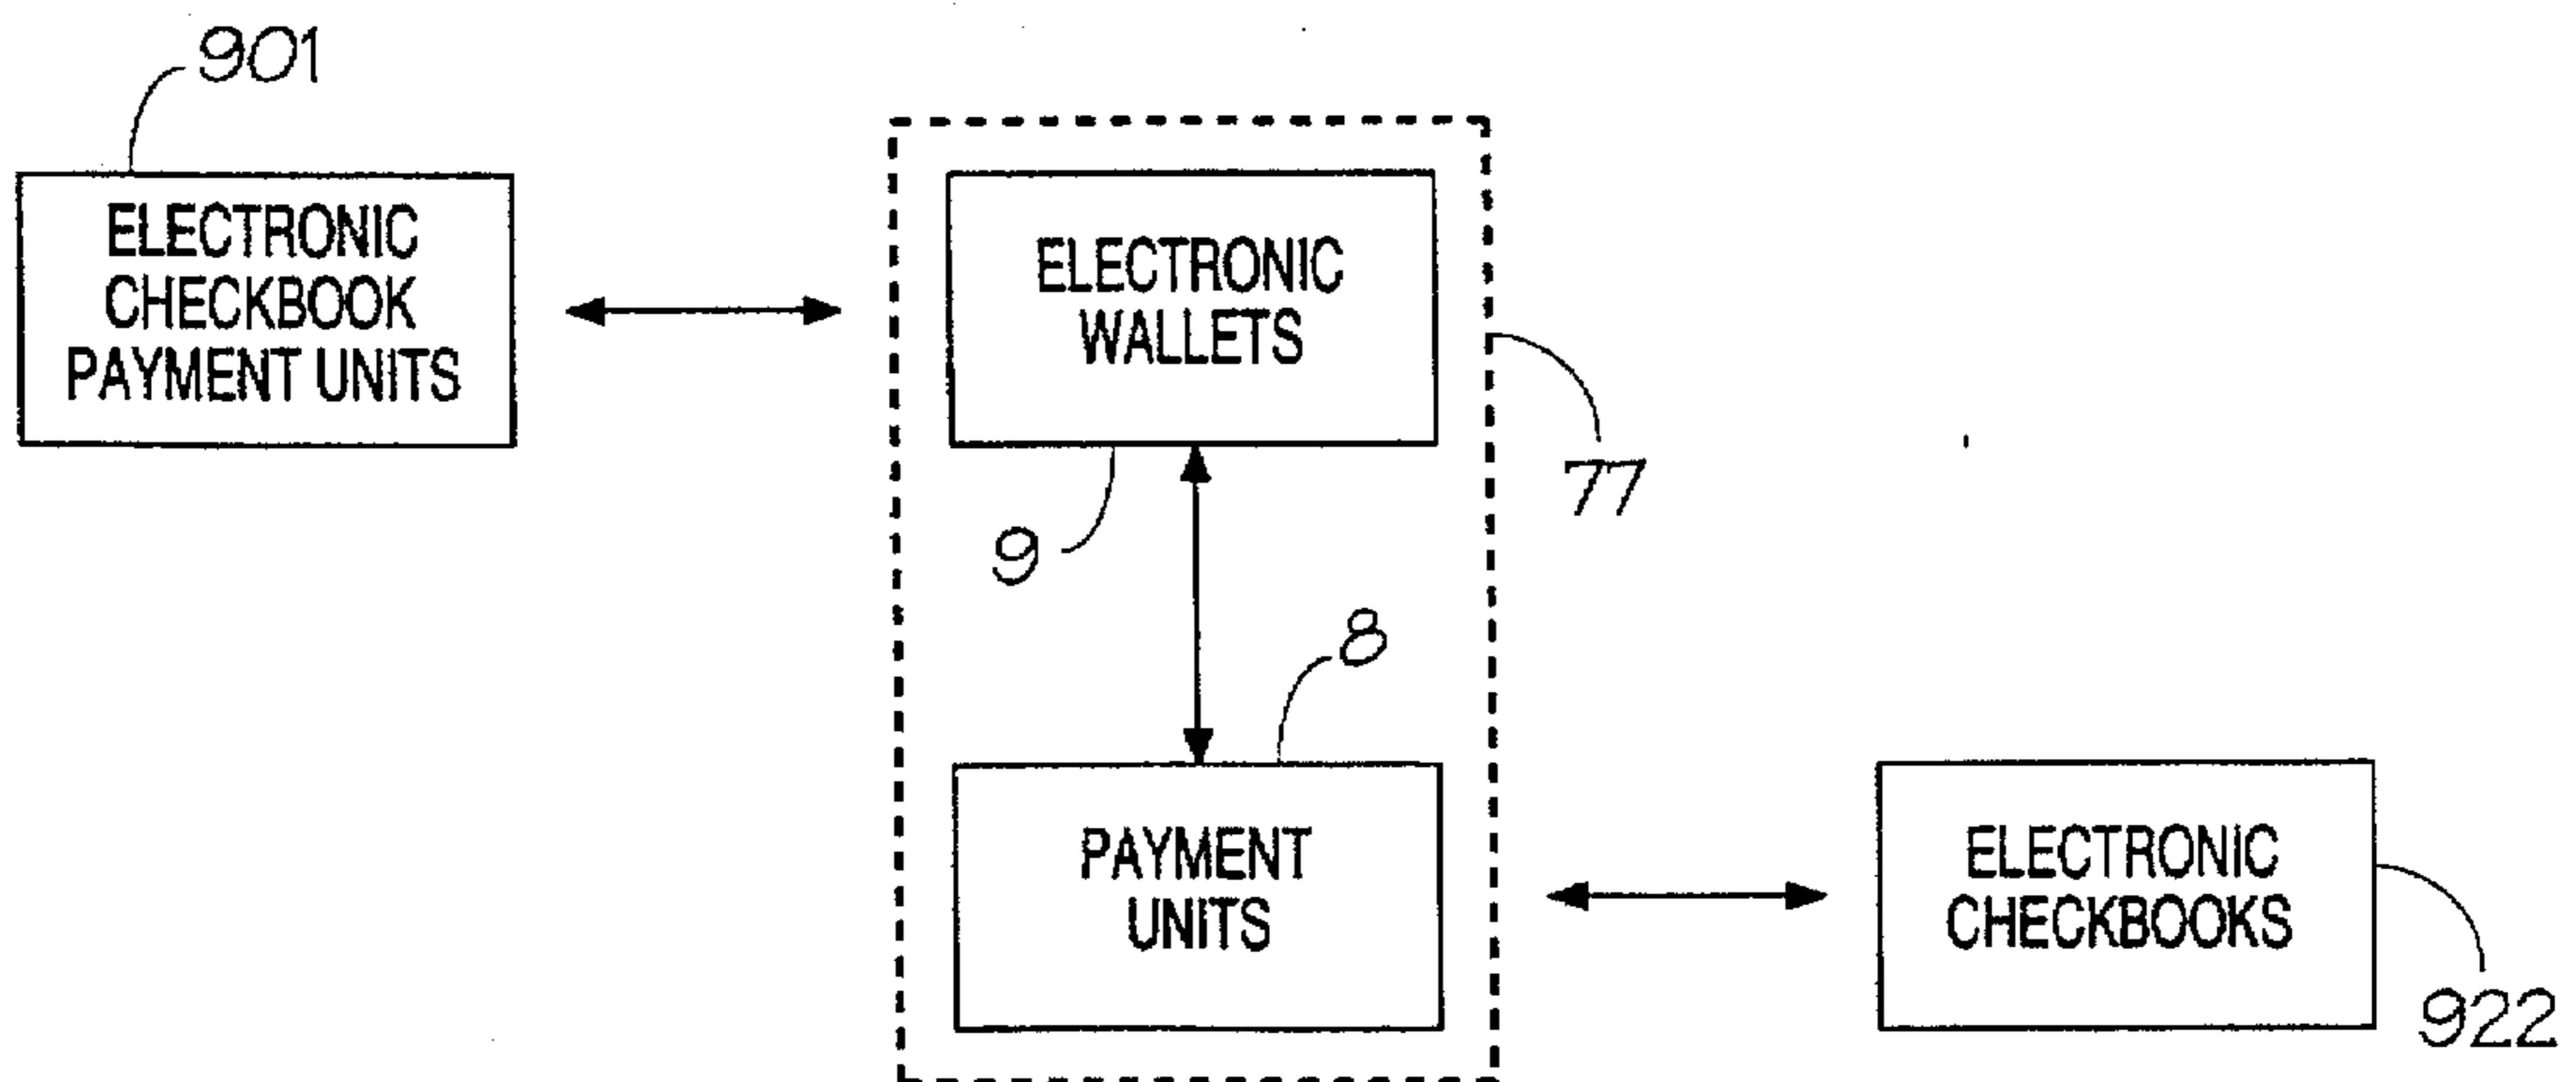 901
ELECTRONIC
CHECKBOOK
PAYMENT UNITS
ELECTRONIC
WALLETS
77
9
8
PAYMENT
UNITS
ELECTRONIC
CHECKBOOKS
922